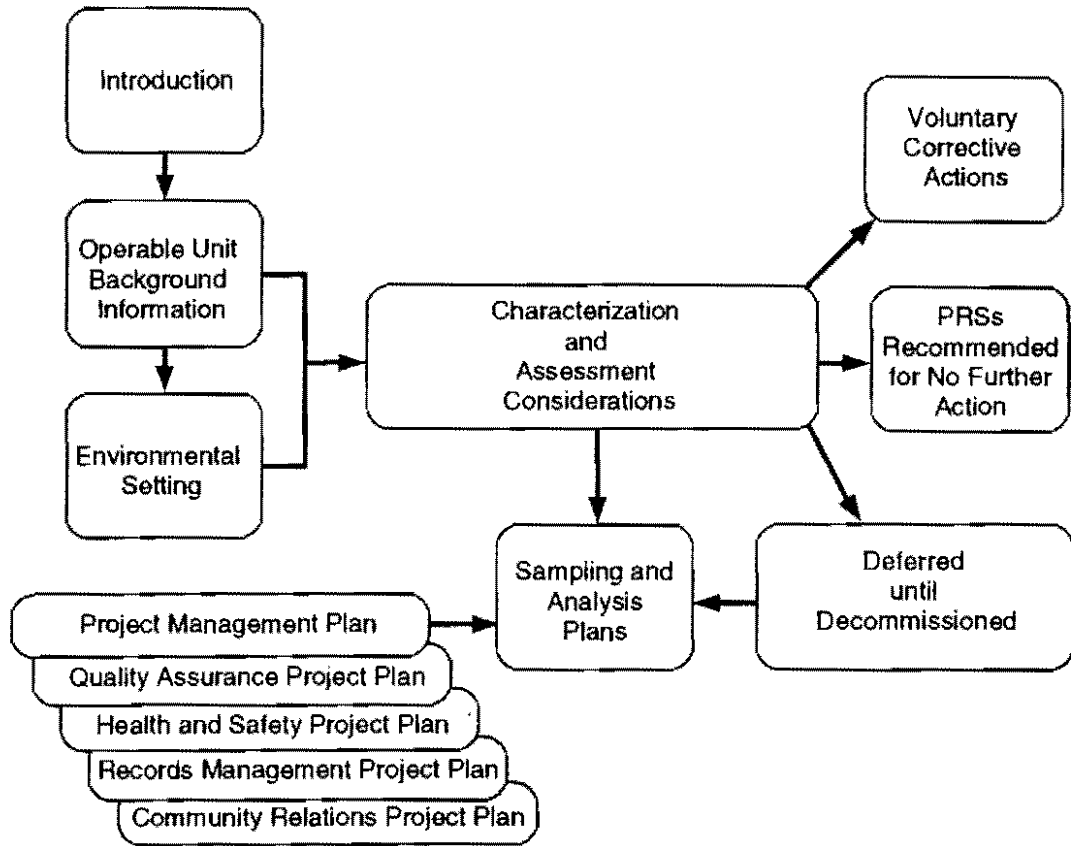 Introduction
Operable Unit
Background
Information
Environmental
Setting
Characterization
and
Assessment
Considerations
Voluntary
Corrective
Actions
PRSs
Recommended
for No Further
Action
Deferred
until
Decommissioned
Sampling and
Analysis
Plans
Project Management Plan
Quality Assurance Project Plan
Health and Safety Project Plan
Records Management Project Plan
Community Relations Project Plan